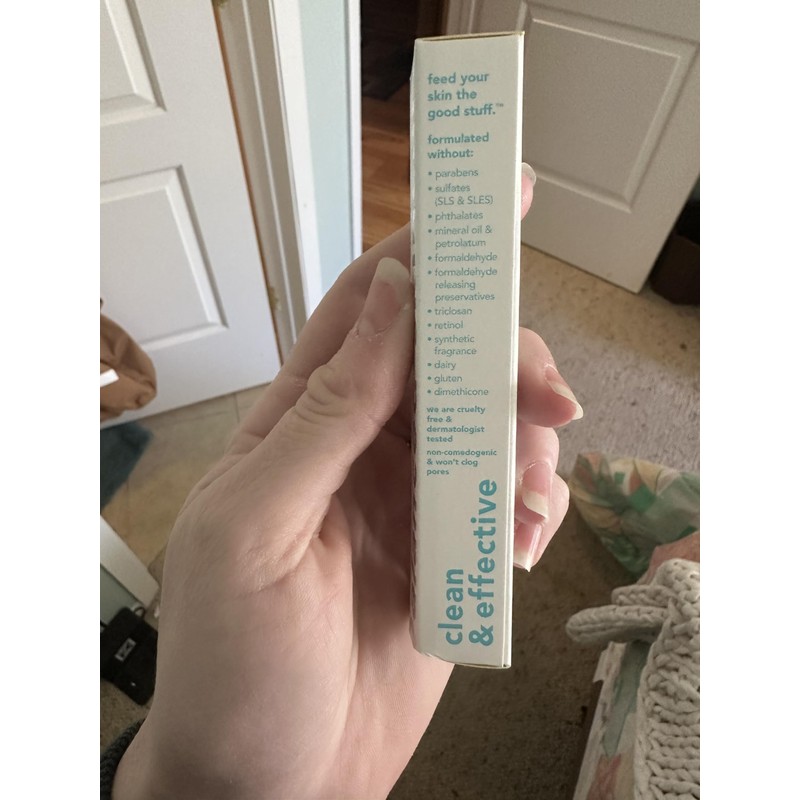 feed your
skin the
good stuff.™
formulated
without:
• parabens
• sulfates
(SLS & SLES)
• phthalates
• mineral oil &
petrolatum
• formaldehyde
• formaldehyde
releasing
preservatives
• triclosan
• retinol
• synthetic
fragrance
• dairy
• gluten
• dimethicone
we are cruelty
free &
dermatologist
tested
non-comedogenic
& won't clog
pores
clean
& effective